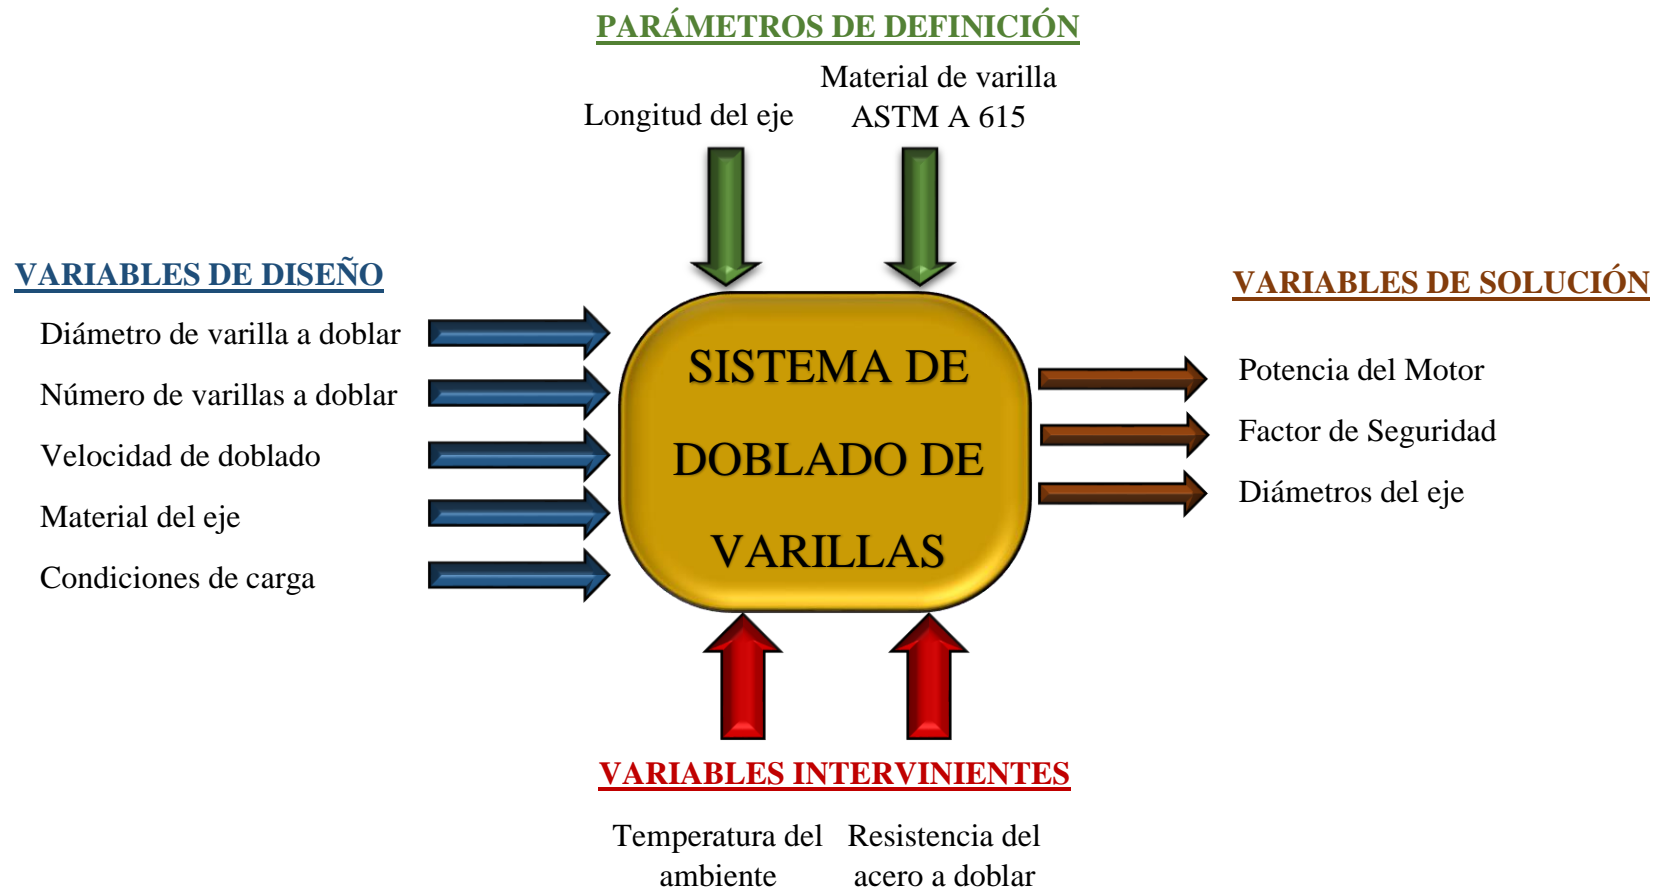 PARÁMETROS DE DEFINICIÓN
Longitud del eje
Material de varilla
ASTM A 615
VARIABLES DE DISEÑO
Diámetro de varilla a doblar
Número de varillas a doblar
Velocidad de doblado
Material del eje
Condiciones de carga
SISTEMA DE
DOBLADO DE
VARILLAS
VARIABLES DE SOLUCIÓN
Potencia del Motor
Factor de Seguridad
Diámetros del eje
VARIABLES INTERVINIENTES
Temperatura del
ambiente
Resistencia del
acero a doblar